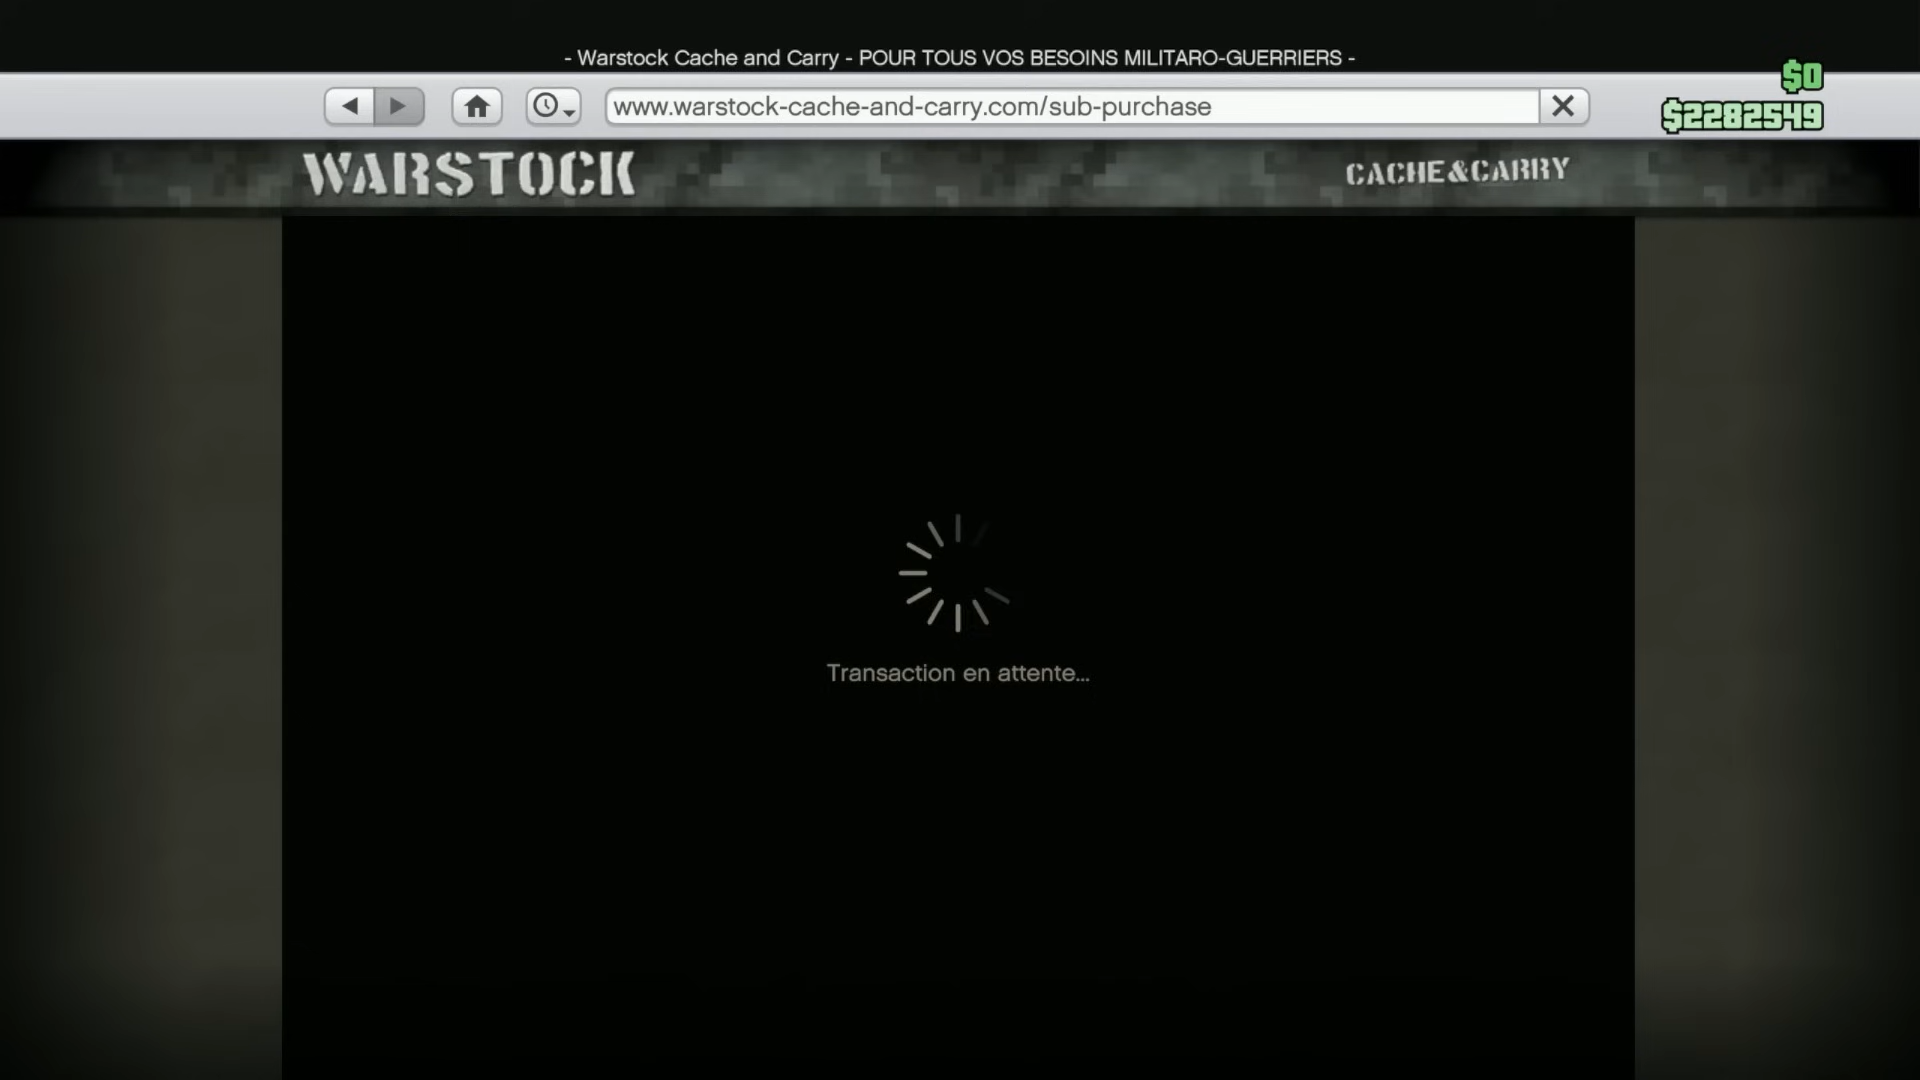 - Warstock Cache and Carry - POUR TOUS VOS BESOINS MILITARO-GUERRIERS -
$0
www.warstock-cache-and-carry.com/sub-purchase
$2282549
WARSTOCK
CACHE&CARRY
Transaction en attente...